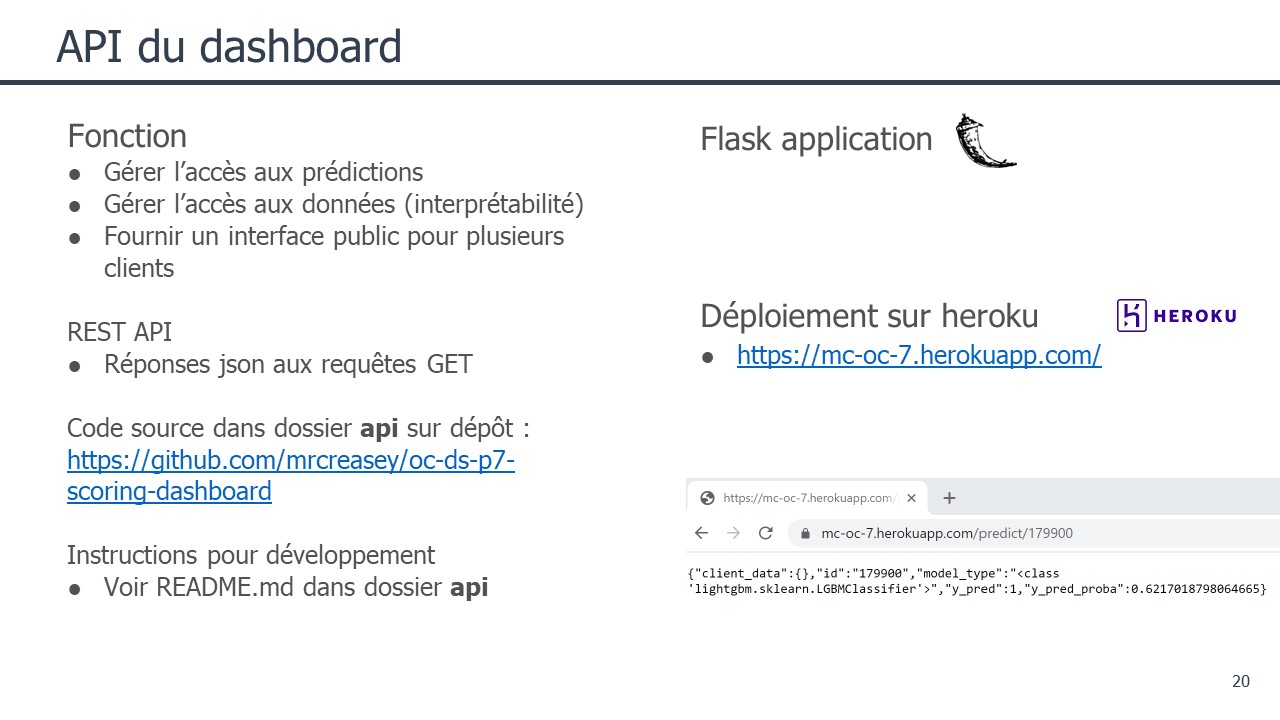 API du dashboard
Fonction
● Gérer l’accès aux prédictions
● Gérer l’accès aux données (interprétabilité)
● Fournir un interface public pour plusieurs
clients
REST API
● Réponses json aux requêtes GET
Code source dans dossier api sur dépôt :
https://github.com/mrcreasey/oc-ds-p7-
scoring-dashboard
Instructions pour développement
● Voir README.md dans dossier api
Flask application
Déploiement sur heroku
HEROKU
● https://mc-oc-7.herokuapp.com/
https://mc-oc-7.herokuapp.com/
mc-oc-7.herokuapp.com/predict/179900
{"client_data":{},"id":"179900","model_type":"<class
'lightgbm.sklearn.LGBMClassifier'>","y_pred":1,"y_pred_proba":0.6217018798064665}
20